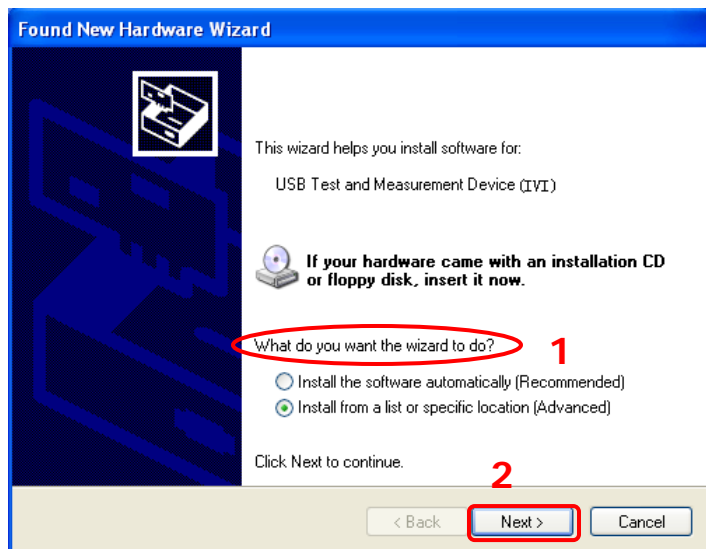 Found New Hardware Wizard
This wizard helps you install software for:
USB Test and Measurement Device (IVI)
If your hardware came with an installation CD
or floppy disk, insert it now.
What do you want the wizard to do?
1
Install the software automatically (Recommended)
Install from a list or specific location (Advanced)
Click Next to continue.
2
< Back
Next >
Cancel